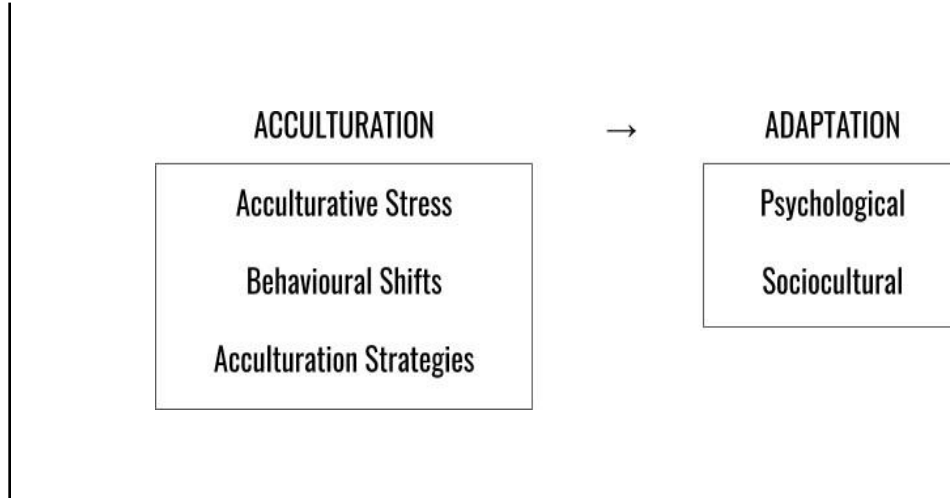 ACCULTURATION → ADAPTATION
Acculturative Stress
Behavioural Shifts
Acculturation Strategies
Psychological
Sociocultural